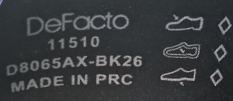 DeFacto
11510
D8065AX-BK26
MADE IN PRC